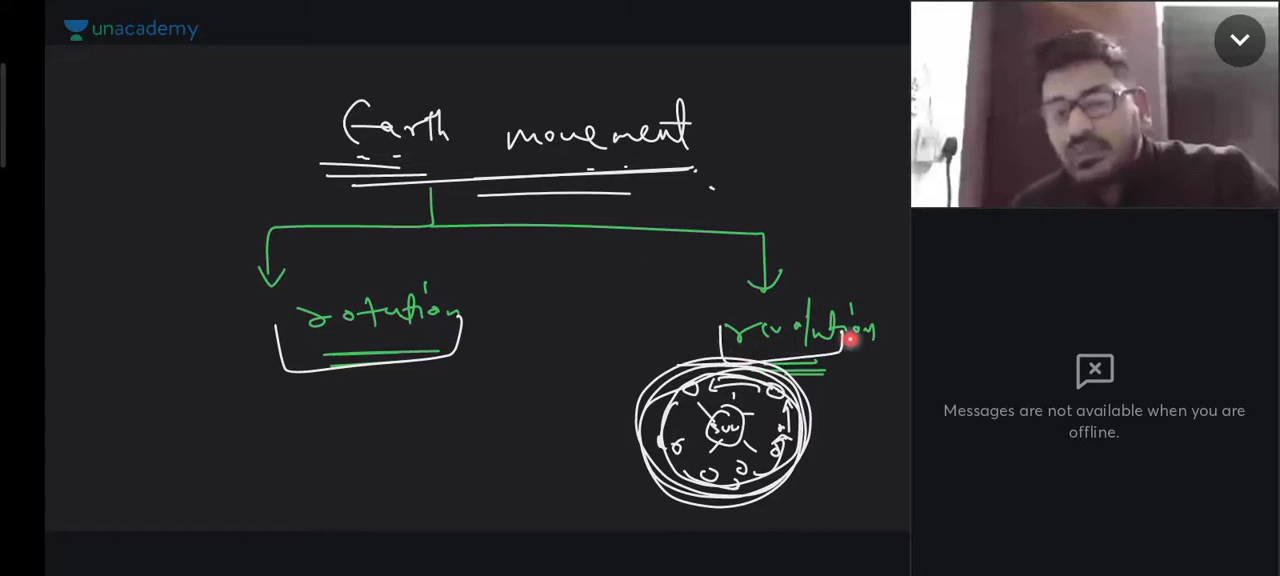 unacademy
Earth movement
rotation
revolution
sun
Messages are not available when you are
offline.